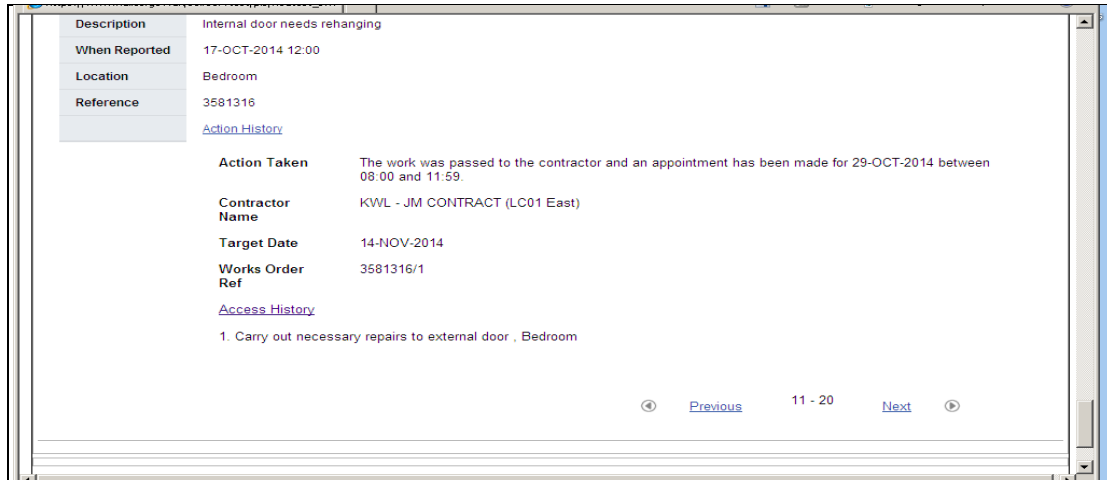 Description Internal door needs rehanging
When Reported 17-OCT-2014 12:00
Location Bedroom
Reference 3581316
Action History
Action Taken The work was passed to the contractor and an appointment has been made for 29-OCT-2014 between
08:00 and 11:59.
Contractor KWL - JM CONTRACT (LC01 East)
Name
Target Date 14-NOV-2014
Works Order 3581316/1
Ref
Access History
1. Carry out necessary repairs to external door , Bedroom
Previous 11 - 20 Next